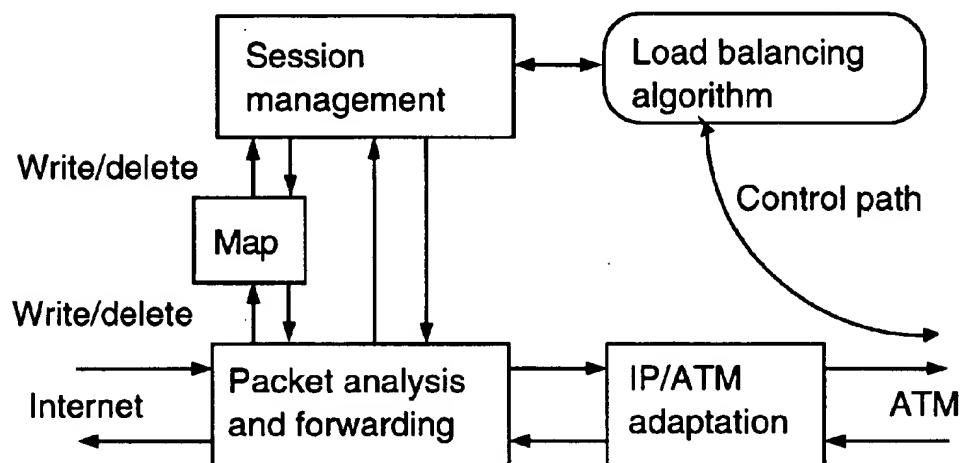 Session
management
Load balancing
algorithm
Write/delete
Map
Control path
Write/delete
Internet
Packet analysis
and forwarding
IP/ATM
adaptation
ATM